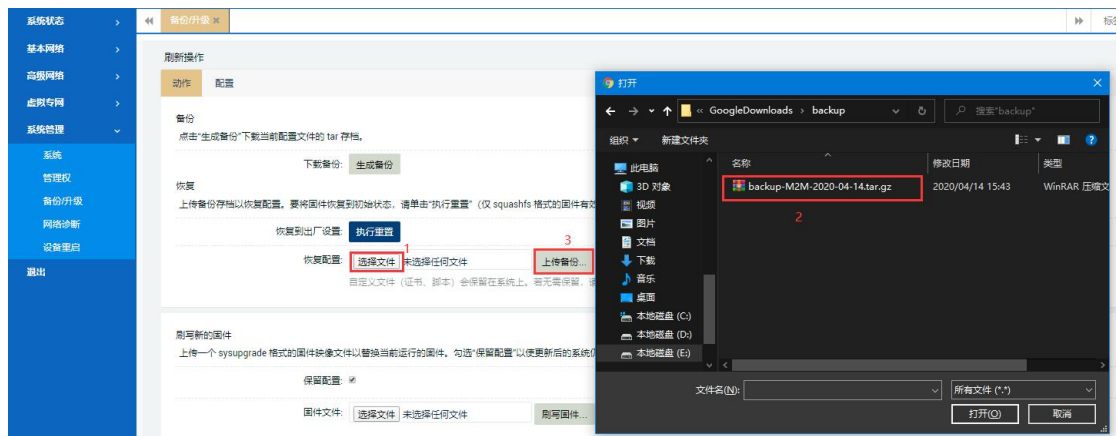 系统状态
基本网络
高级网络
虚拟专网
系统管理
系统
管理权
备份/升级
网络诊断
设备重启
退出
备份/升级
刷新操作
动作 配置
备份
点击"生成备份"下载当前配置文件的 tar 存档。
下载备份: 生成备份
恢复
上传备份存档以恢复配置。要将固件恢复到初始状态，请单击"执行重置"（仅 squashfs 格式的固件有效
恢复到出厂设置: 执行重置
1
3
恢复配置: 选择文件 未选择任何文件 上传备份...
自定义文件（证书、脚本）会保留在系统上。若无需保留，
刷写新的固件
上传一个 sysupgrade 格式的固件映像文件以替换当前运行的固件。勾选"保留配置"以使更新后的系统
保留配置:
固件文件: 选择文件 未选择任何文件 刷写固件...
打开
« GoogleDownloads › backup
搜索"backup"
组织 新建文件夹
名称 修改日期 类型
backup-M2M-2020-04-14.tar.gz 2020/04/14 15:43 WinRAR 压缩文
2
此电脑
3D 对象
视频
图片
文档
下载
音乐
桌面
本地磁盘 (C:)
本地磁盘 (D:)
本地磁盘 (E:)
文件名(N): 所有文件 (*.*)
打开(O) 取消